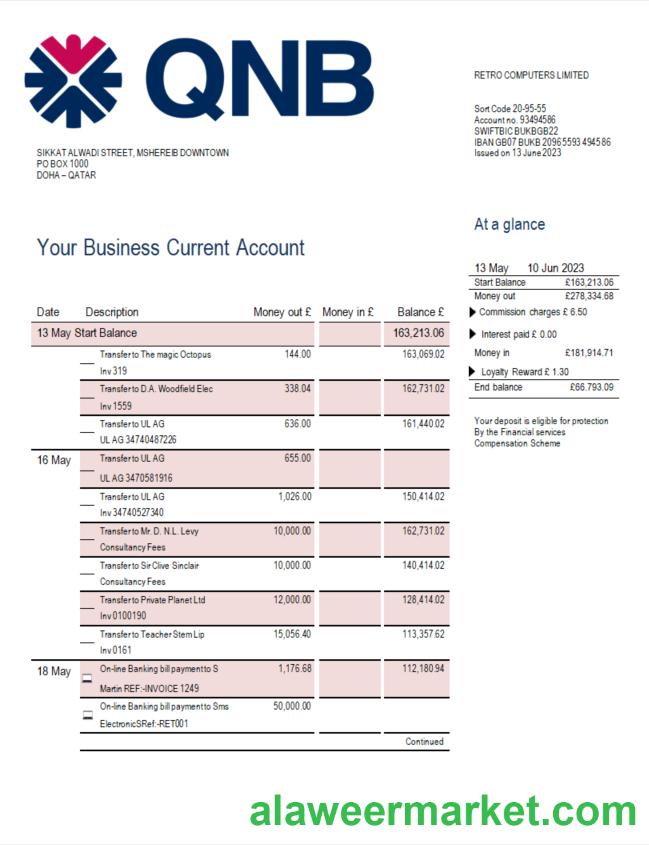 QNB
RETRO COMPUTERS LIMITED
Sort Code 20-95-55
Account no. 93494586
SWIFTBIC BUKBGB22
IBAN GB07 BUKB 20965593 494586
Issued on 13 June 2023
SIKKAT ALWADI STREET, MSHEREIB DOWNTOWN
PO BOX 1000
DOHA – QATAR
At a glance
Your Business Current Account
13 May 10 Jun 2023
Start Balance £163,213.06
Money out £278,334.68
Commission charges £ 6.50
Interest paid £ 0.00
Money in £181,914.71
Loyalty Reward £ 1.30
End balance £66.793.09
Your deposit is eligible for protection
By the Financial services
Compensation Scheme
Date Description Money out £ Money in £ Balance £
13 May Start Balance 163,213.06
Transfer to The magic Octopus 144.00 163,069.02
Inv 319
Transfer to D.A. Woodfield Elec 338.04 162,731.02
Inv 1559
Transfer to UL AG 636.00 161,440.02
UL AG 34740487226
16 May Transfer to UL AG 655.00
UL AG 3470581916
Transfer to UL AG 1,026.00 150,414.02
Inv 34740527340
Transfer to Mr. D. N.L. Levy 10,000.00 162,731.02
Consultancy Fees
Transfer to Sir Clive Sinclair 10,000.00 140,414.02
Consultancy Fees
Transfer to Private Planet Ltd 12,000.00 128,414.02
Inv 0100190
Transfer to Teacher Stem Lip 15,056.40 113,357.62
Inv 0161
18 May On-line Banking bill payment to S 1,176.68 112,180.94
Martin REF:-INVOICE 1249
On-line Banking bill payment to Sms 50,000.00
ElectronicSRef:-RET001
Continued
alaweermarket.com